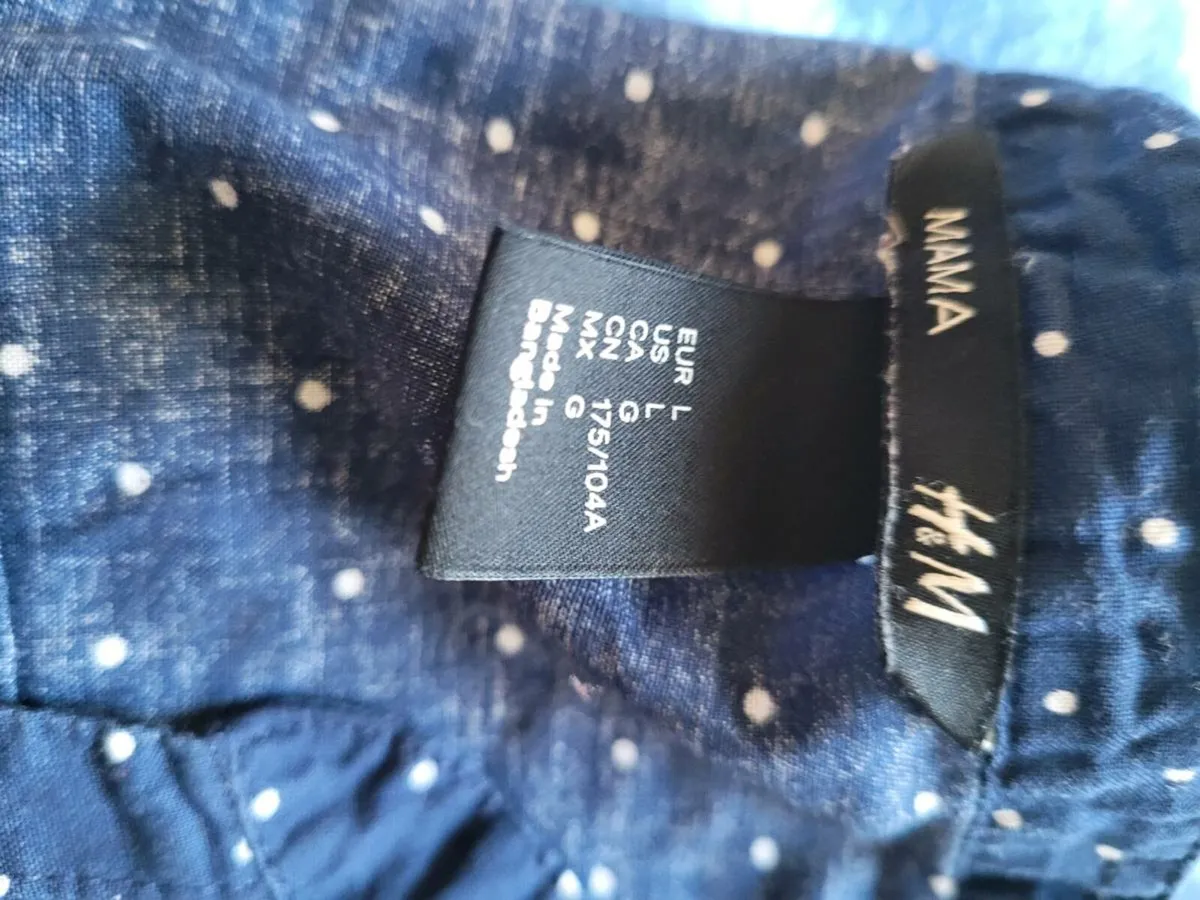 MAMA H&M
EUR L
US L
CA G
CN 175/104A
MX G
Made in
Bangladesh